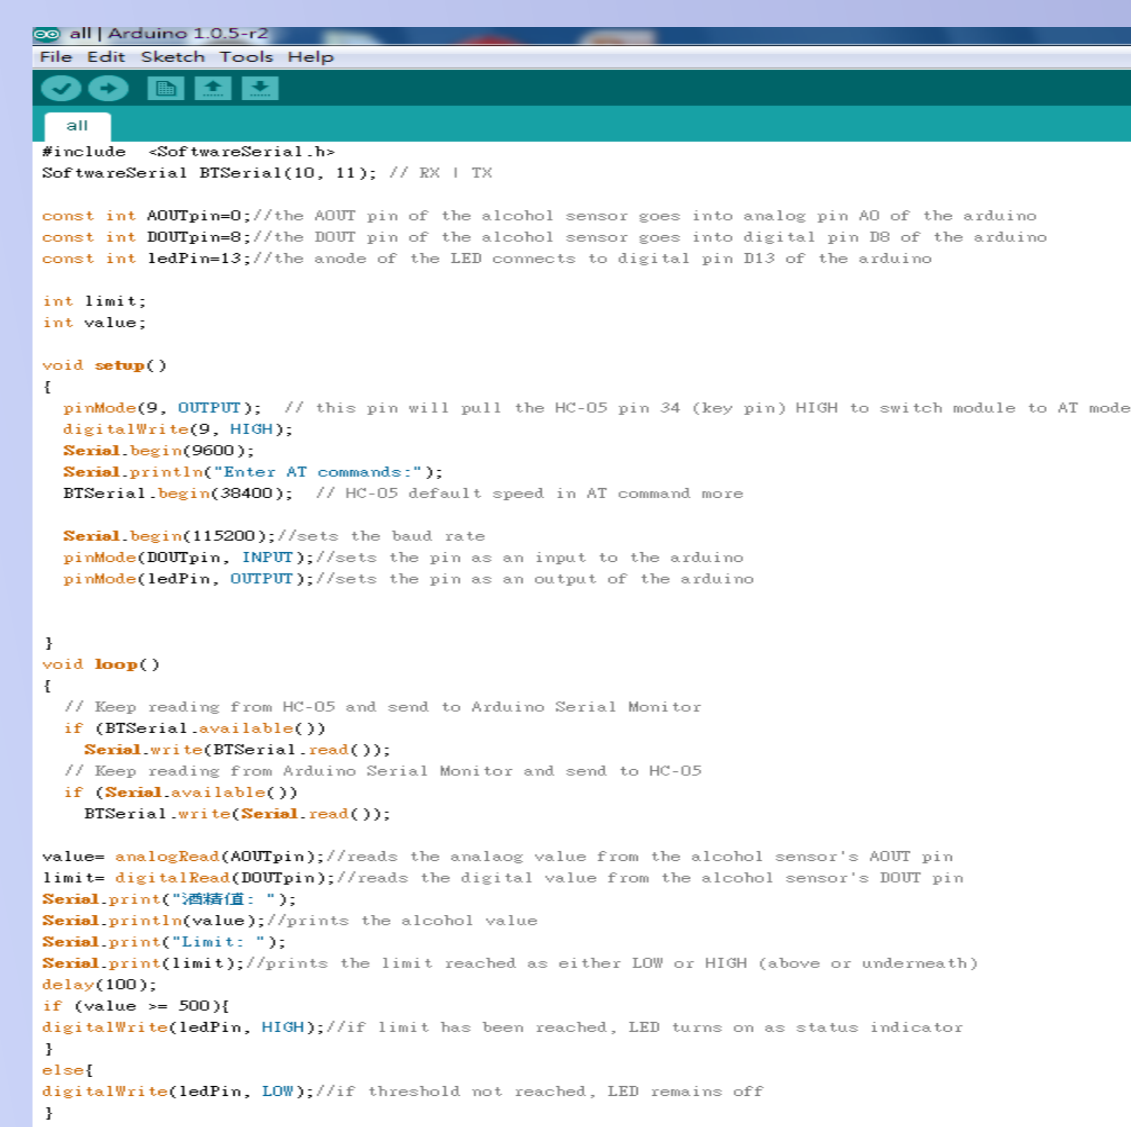 all | Arduino 1.0.5-r2
File Edit Sketch Tools Help
all
#include  <SoftwareSerial.h>
SoftwareSerial BTSerial(10, 11); // RX | TX
const int AOUTpin=0;//the AOUT pin of the alcohol sensor goes into analog pin A0 of the arduino
const int DOUTpin=8;//the DOUT pin of the alcohol sensor goes into digital pin D8 of the arduino
const int ledPin=13;//the anode of the LED connects to digital pin D13 of the arduino
int limit;
int value;
void setup()
{
  pinMode(9, OUTPUT);  // this pin will pull the HC-05 pin 34 (key pin) HIGH to switch module to AT mode
  digitalWrite(9, HIGH);
  Serial.begin(9600);
  Serial.println("Enter AT commands:");
  BTSerial.begin(38400);  // HC-05 default speed in AT command more
  Serial.begin(115200);//sets the baud rate
  pinMode(DOUTpin, INPUT);//sets the pin as an input to the arduino
  pinMode(ledPin, OUTPUT);//sets the pin as an output of the arduino
}
void loop()
{
  // Keep reading from HC-05 and send to Arduino Serial Monitor
  if (BTSerial.available())
    Serial.write(BTSerial.read());
  // Keep reading from Arduino Serial Monitor and send to HC-05
  if (Serial.available())
    BTSerial.write(Serial.read());
value= analogRead(AOUTpin);//reads the analaog value from the alcohol sensor's AOUT pin
limit= digitalRead(DOUTpin);//reads the digital value from the alcohol sensor's DOUT pin
Serial.print("酒精值: ");
Serial.println(value);//prints the alcohol value
Serial.print("Limit: ");
Serial.print(limit);//prints the limit reached as either LOW or HIGH (above or underneath)
delay(100);
if (value >= 500){
digitalWrite(ledPin, HIGH);//if limit has been reached, LED turns on as status indicator
}
else{
digitalWrite(ledPin, LOW);//if threshold not reached, LED remains off
}